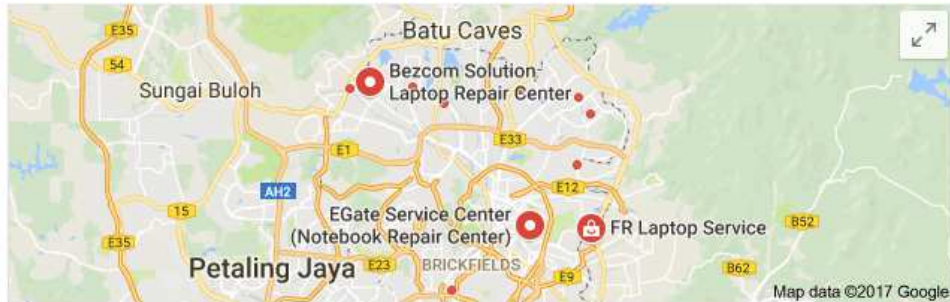 E35
Batu Caves
54
Bezcom Solution-
Laptop Repair Center
Sungai Buloh
E33
E1
E12
AH2
15
EGate Service Center
(Notebook Repair Center)
FR Laptop Service
B52
E35
Petaling Jaya
E23
BRICKFIELDS
E9
B62
Map data ©2017 Google